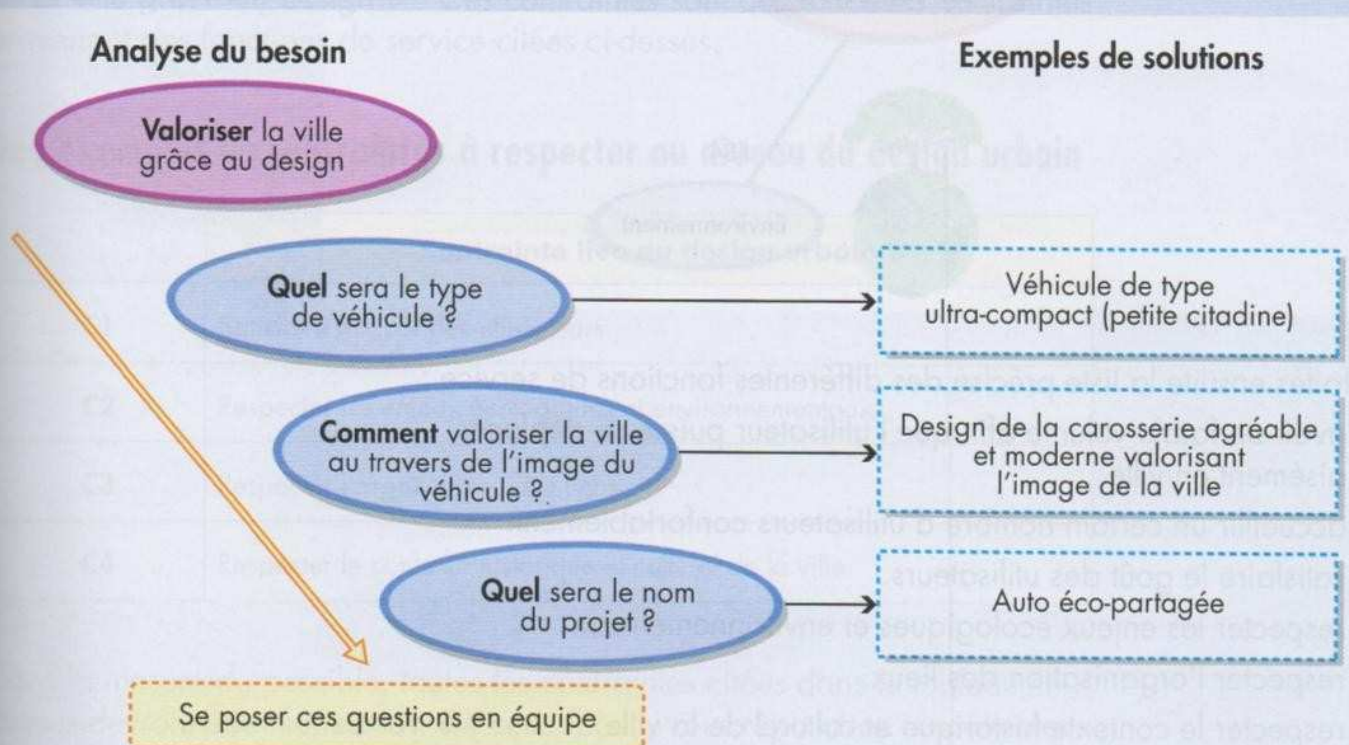 Analyse du besoin
Exemples de solutions
Valoriser la ville
grâce au design
Quel sera le type
de véhicule ?
Véhicule de type
ultra-compact (petite citadine)
Comment valoriser la ville
au travers de l'image du
véhicule ?
Design de la carosserie agréable
et moderne valorisant
l'image de la ville
Quel sera le nom
du projet ?
Auto éco-partagée
Se poser ces questions en équipe